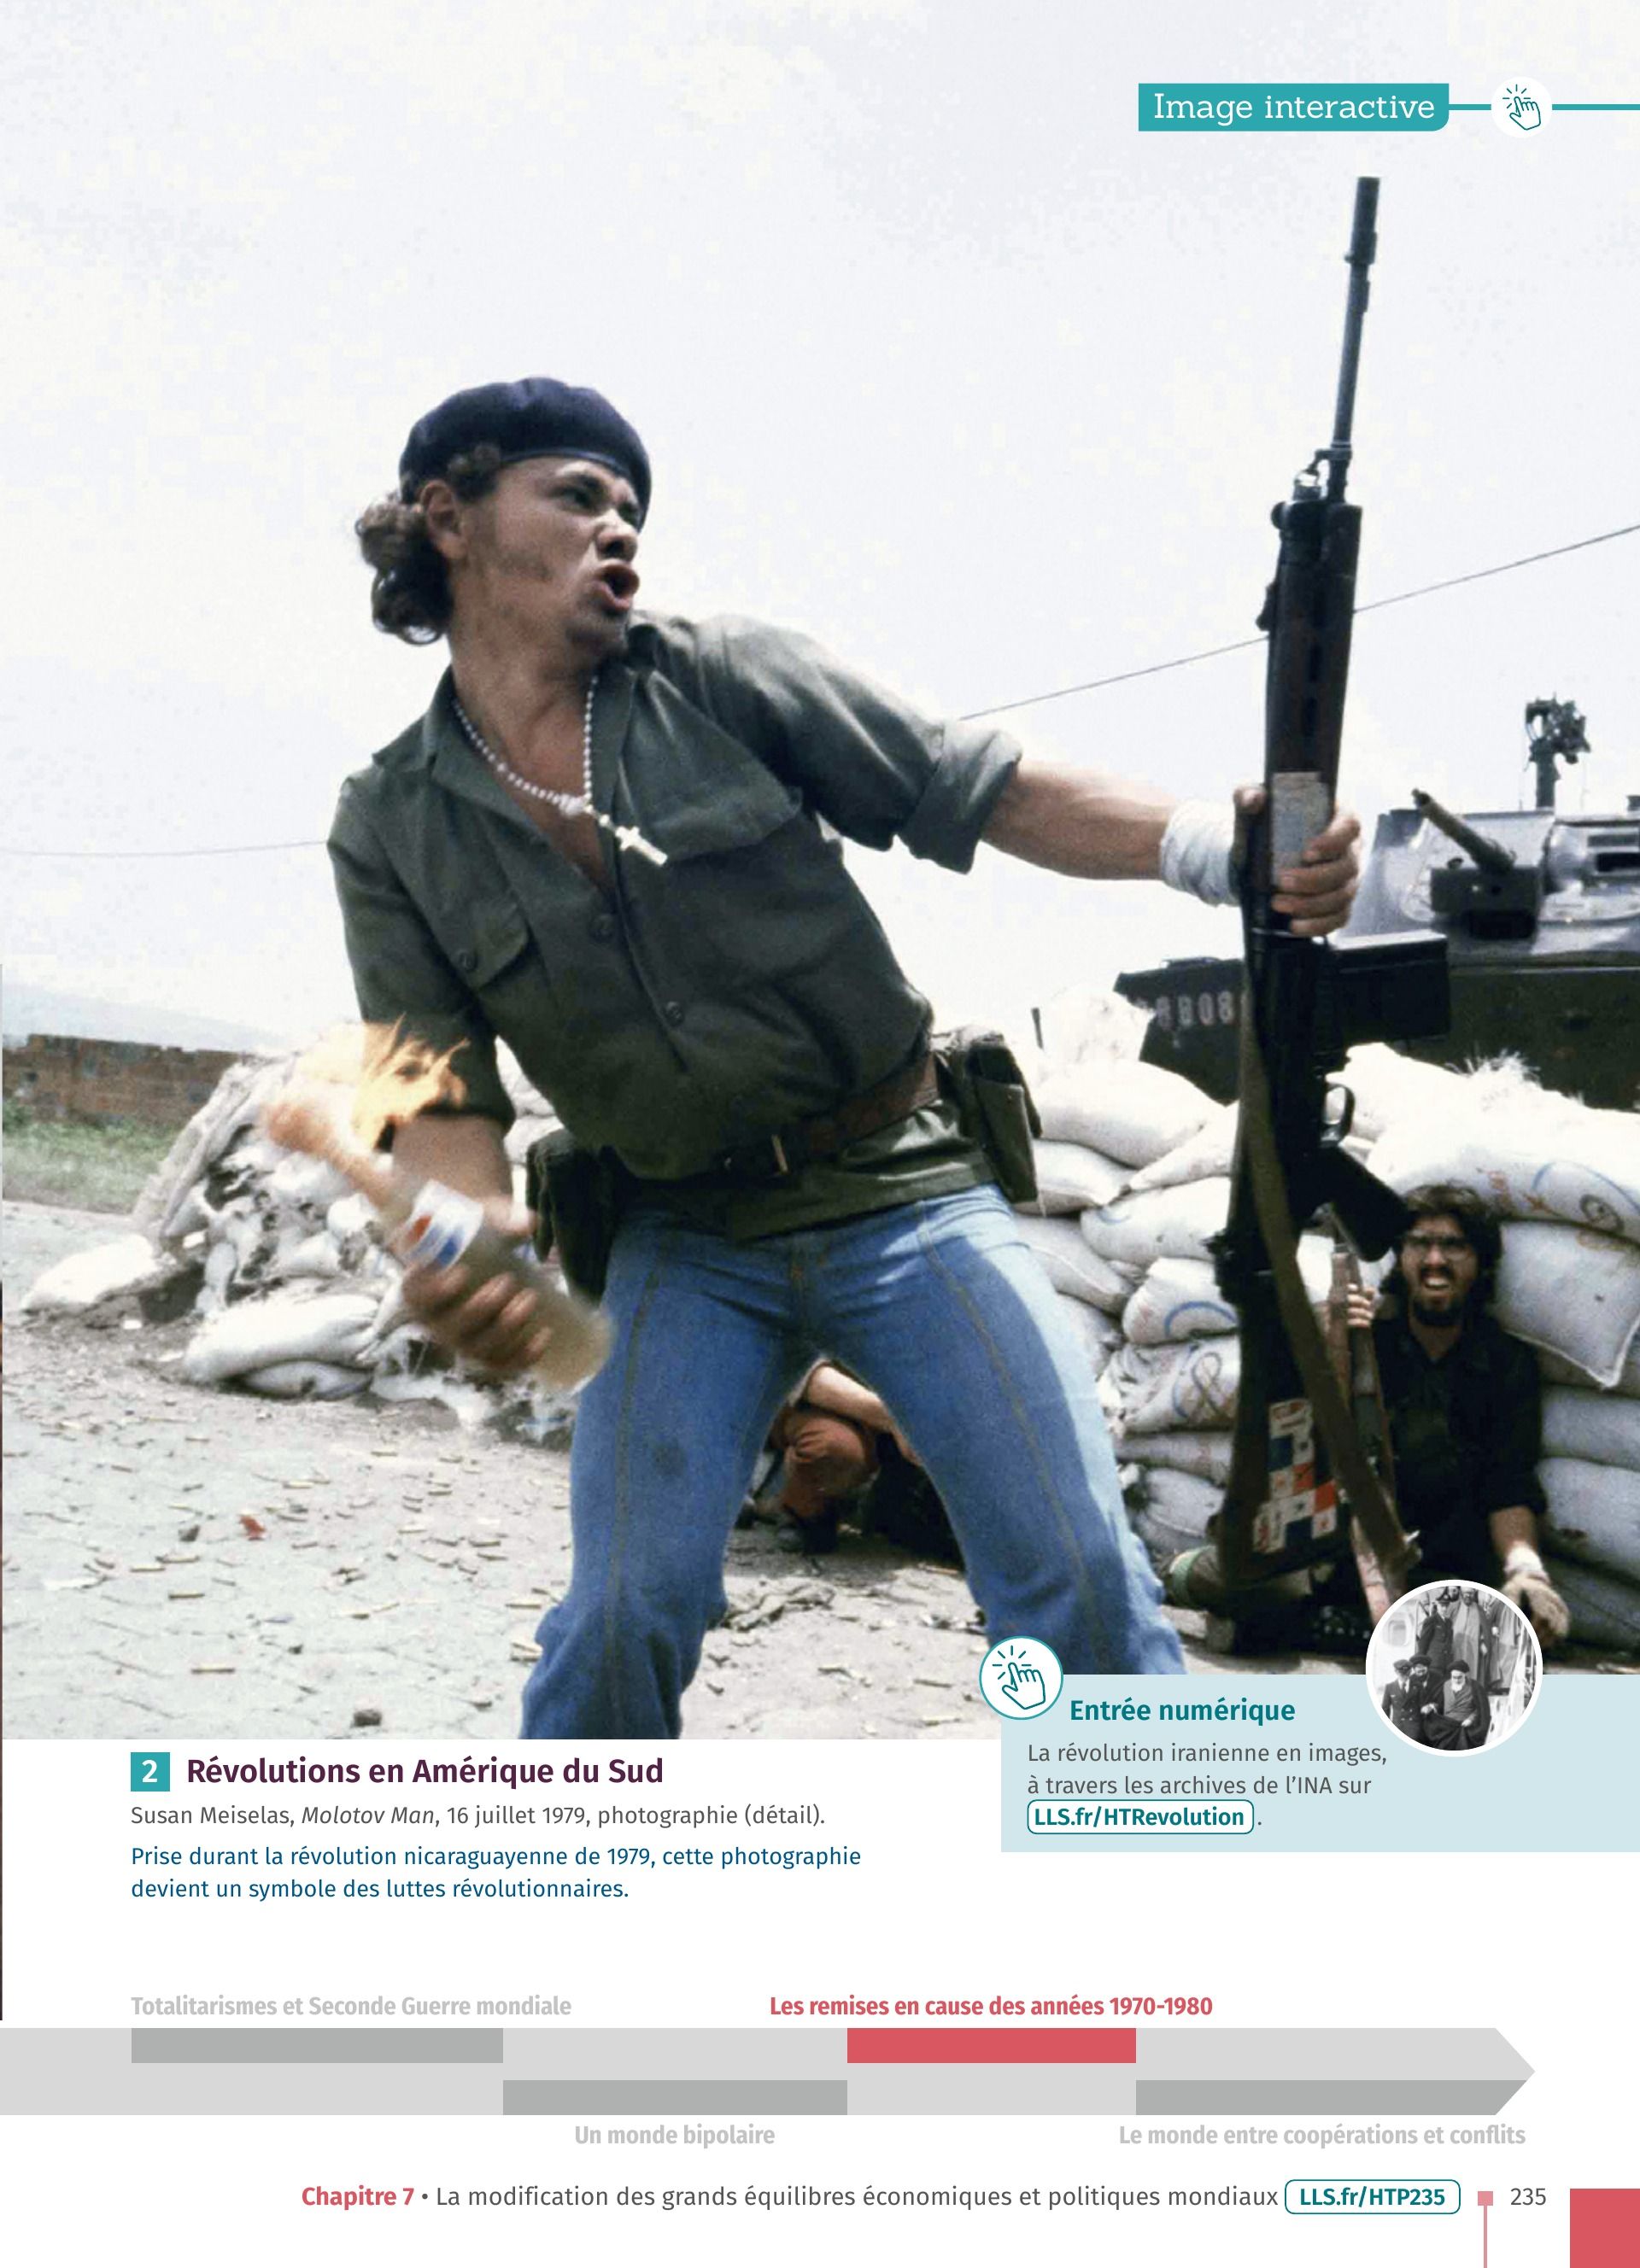 Image interactive
2 Révolutions en Amérique du Sud
Susan Meiselas, Molotov Man, 16 juillet 1979, photographie (détail).
Prise durant la révolution nicaraguayenne de 1979, cette photographie
devient un symbole des luttes révolutionnaires.
Entrée numérique
La révolution iranienne en images,
à travers les archives de l’INA sur
LLS.fr/HTRevolution .
Totalitarismes et Seconde Guerre mondiale
Les remises en cause des années 1970-1980
Un monde bipolaire
Le monde entre coopérations et conflits
Chapitre 7 • La modification des grands équilibres économiques et politiques mondiaux LLS.fr/HTP235 235